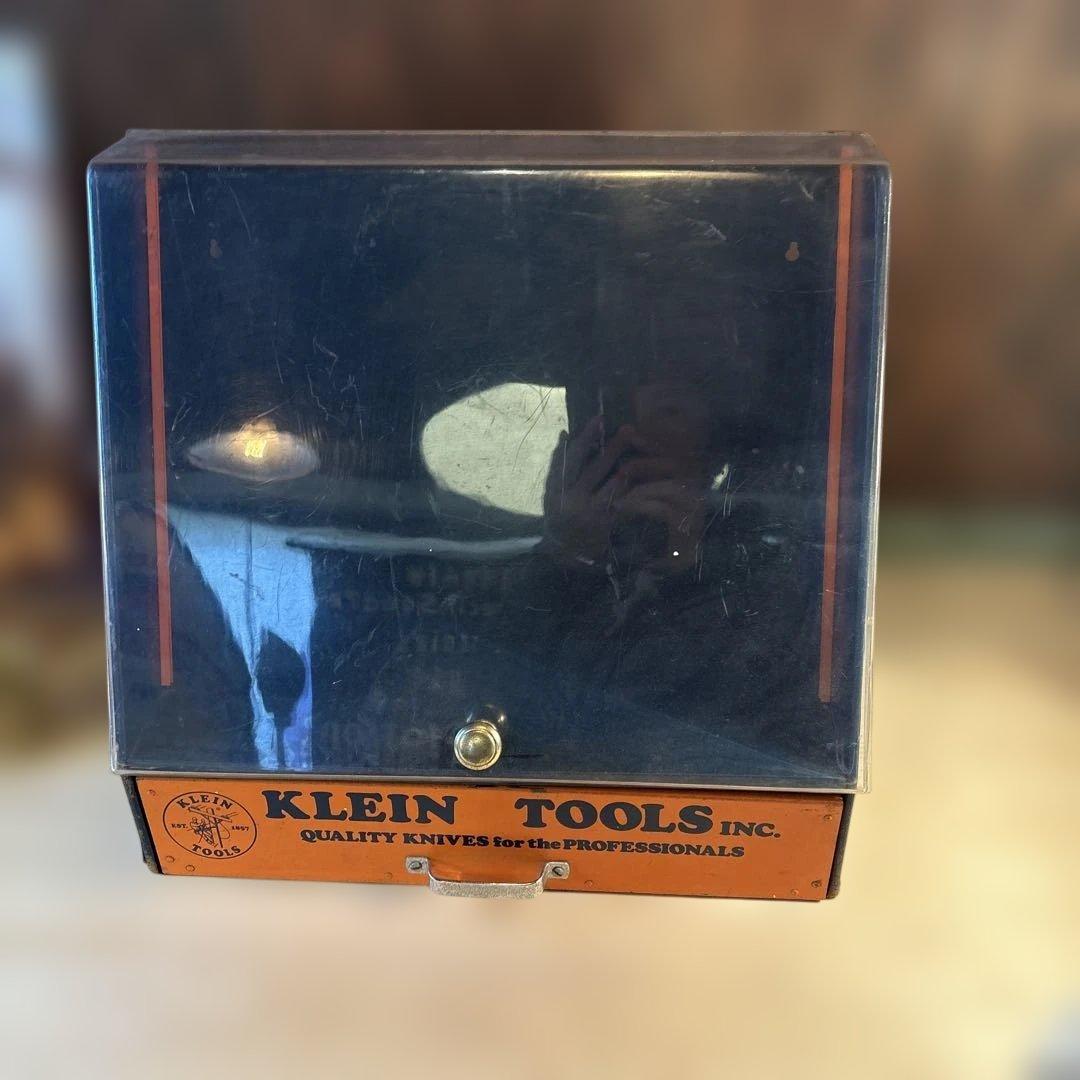 KLEIN
EST. 1857
TOOLS
KLEIN TOOLS INC.
QUALITY KNIVES for the PROFESSIONALS